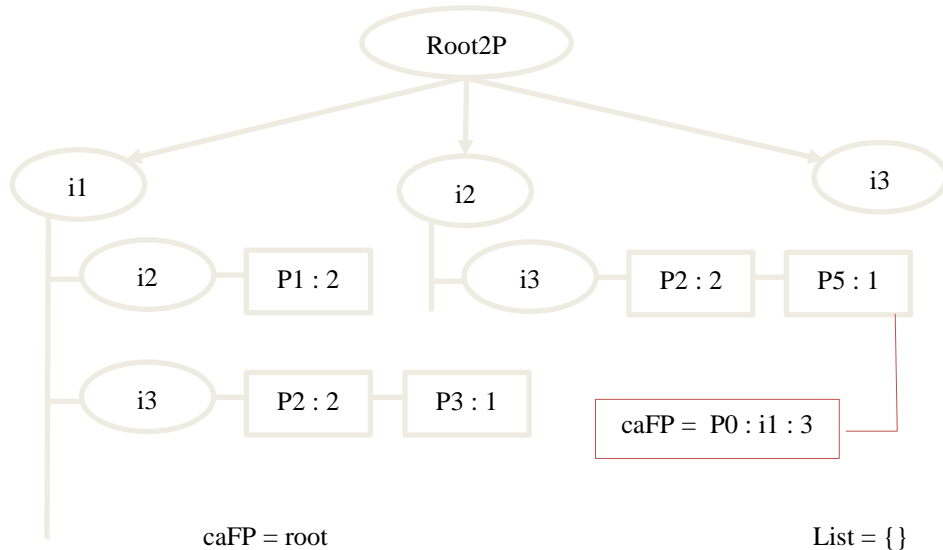 Root2P
i1
i2
i3
i2
P1 : 2
i3
P2 : 2
P5 : 1
i3
P2 : 2
P3 : 1
caFP = P0 : i1 : 3
caFP = root
List = {}